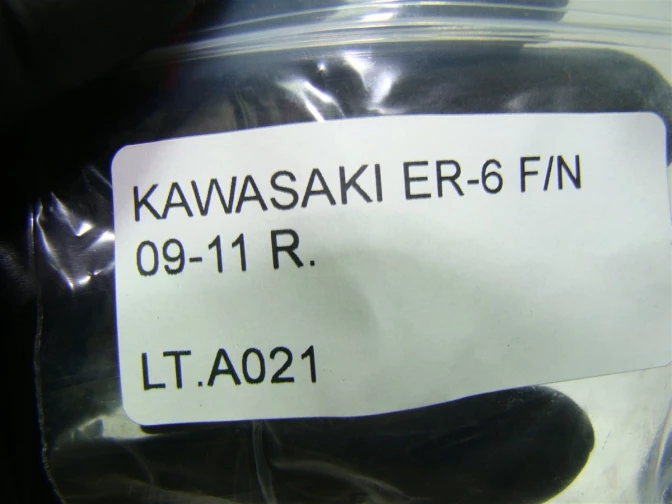 KAWASAKI ER-6 F/N
09-11 R.
LT.A021